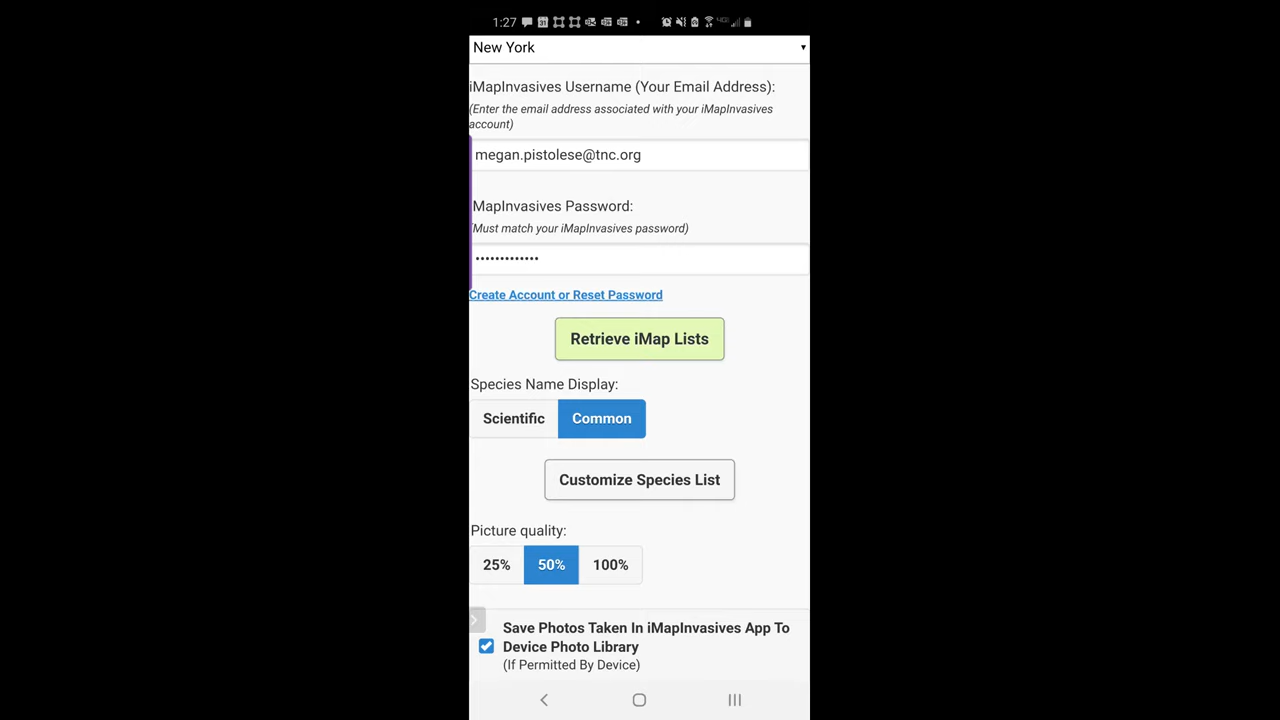 1:27
New York
iMapInvasives Username (Your Email Address):
(Enter the email address associated with your iMapInvasives
account)
megan.pistolese@tnc.org
MapInvasives Password:
Must match your iMapInvasives password)
•••••••••••••
Create Account or Reset Password
Retrieve iMap Lists
Species Name Display:
Scientific Common
Customize Species List
Picture quality:
25% 50% 100%
Save Photos Taken In iMapInvasives App To
Device Photo Library
(If Permitted By Device)